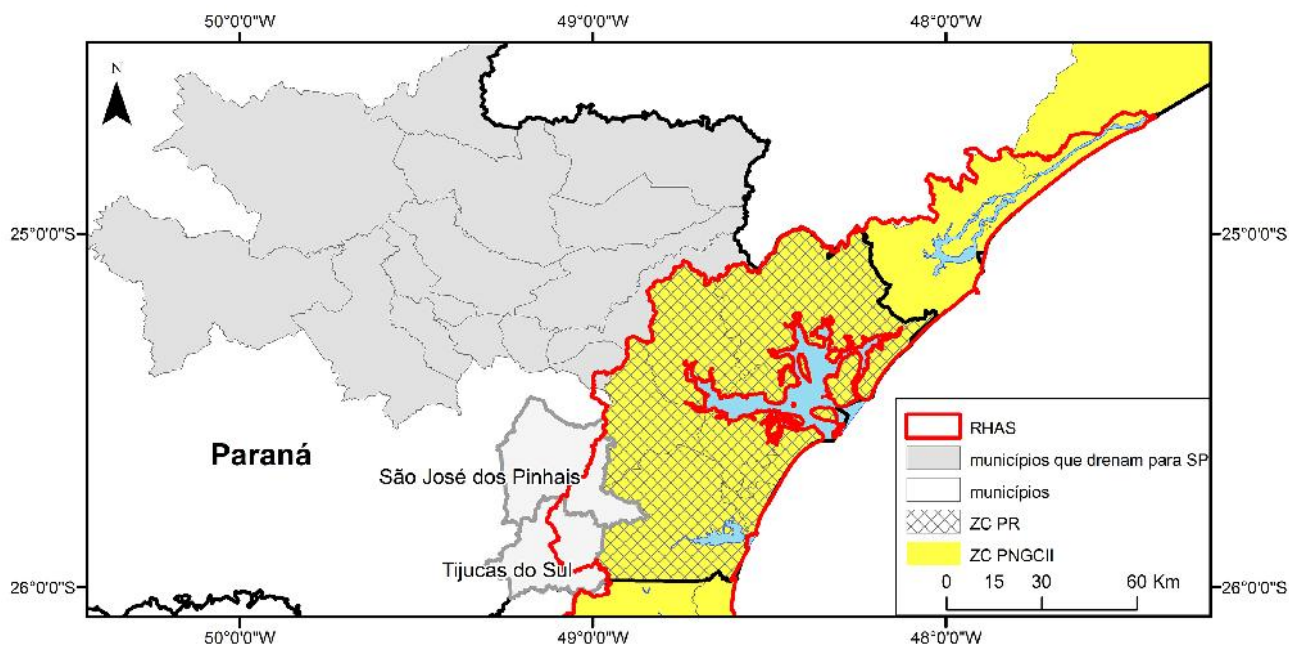 50°0'0"W 49°0'0"W 48°0'0"W
N
25°0'0"S 25°0'0"S
Paraná
São José dos Pinhais
Tijucas do Sul
RHAS
municípios que drenam para SP
municípios
ZC PR
ZC PNGCII
0 15 30 60 Km
26°0'0"S 26°0'0"S
50°0'0"W 49°0'0"W 48°0'0"W